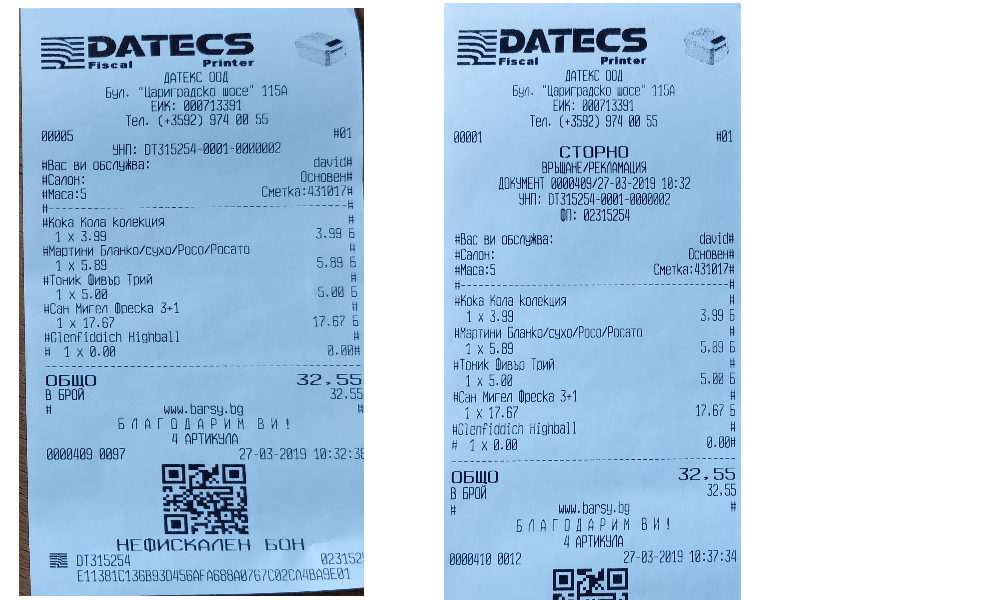 DATECS
Fiscal Printer
ДАТЕКС ООД
Бул. "Цариградско шосе" 115А
ЕИК: 000713391
Тел. (+3592) 974 00 55
00005 #01
УНП: DT315254-0001-0000002
#Вас ви обслужва: david#
#Салон: Основен#
#Маса:5 Сметка:431017#
#------------------------------------------#
#Кока Кола колекция #
1 x 3.99 3.99 Б
#Мартини Бланко/сухо/Росо/Росато #
1 x 5.89 5.89 Б
#Тоник Фивър Трий #
1 x 5.00 5.00 Б
#Сан Мигел Фреска 3+1 #
1 x 17.67 17.67 Б
#Glenfiddich Highball #
# 1 x 0.00 0.00#
ОБЩО 32.55
В БРОЙ 32.55
# www.barsy.bg #
БЛАГОДАРИМ ВИ!
4 АРТИКУЛА
0000409 0097 27-03-2019 10:32:38
НЕФИСКАЛЕН БОН
DT315254 0231525
E11381C136B93D456AFA688A0767C02CA4BA9E01
DATECS
Fiscal Printer
ДАТЕКС ООД
Бул. "Цариградско шосе" 115А
ЕИК: 000713391
Тел. (+3592) 974 00 55
00001 #01
СТОРНО
ВРЪЩАНЕ/РЕКЛАМАЦИЯ
ДОКУМЕНТ 0000409/27-03-2019 10:32
УНП: DT315254-0001-0000002
ФП: 02315254
#Вас ви обслужва: david#
#Салон: Основен#
#Маса:5 Сметка:431017#
#------------------------------------------#
#Кока Кола колекция #
1 x 3.99 3.99 Б
#Мартини Бланко/сухо/Росо/Росато #
1 x 5.89 5.89 Б
#Тоник Фивър Трий #
1 x 5.00 5.00 Б
#Сан Мигел Фреска 3+1 #
1 x 17.67 17.67 Б
#Glenfiddich Highball #
# 1 x 0.00 0.00#
ОБЩО 32.55
В БРОЙ 32.55
# www.barsy.bg #
БЛАГОДАРИМ ВИ!
4 АРТИКУЛА
0000410 0012 27-03-2019 10:37:34